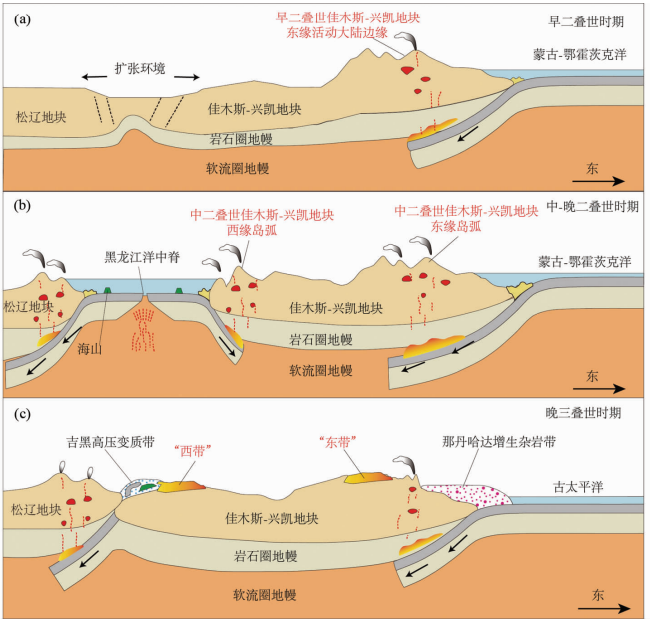 (a)
早二叠世佳木斯-兴凯地块
东缘活动大陆边缘
早二叠世时期
蒙古-鄂霍茨克洋
扩张环境
松辽地块
佳木斯-兴凯地块
岩石圈地幔
软流圈地幔
东
(b)
中二叠世佳木斯-兴凯地块
西缘岛弧
中二叠世佳木斯-兴凯地块
东缘岛弧
中-晚二叠世时期
蒙古-鄂霍茨克洋
黑龙江洋中脊
松辽地块
佳木斯-兴凯地块
海山
岩石圈地幔
软流圈地幔
东
(c)
晚三叠世时期
吉黑高压变质带
“西带”
“东带”
那丹哈达增生杂岩带
古太平洋
松辽地块
佳木斯-兴凯地块
岩石圈地幔
软流圈地幔
东